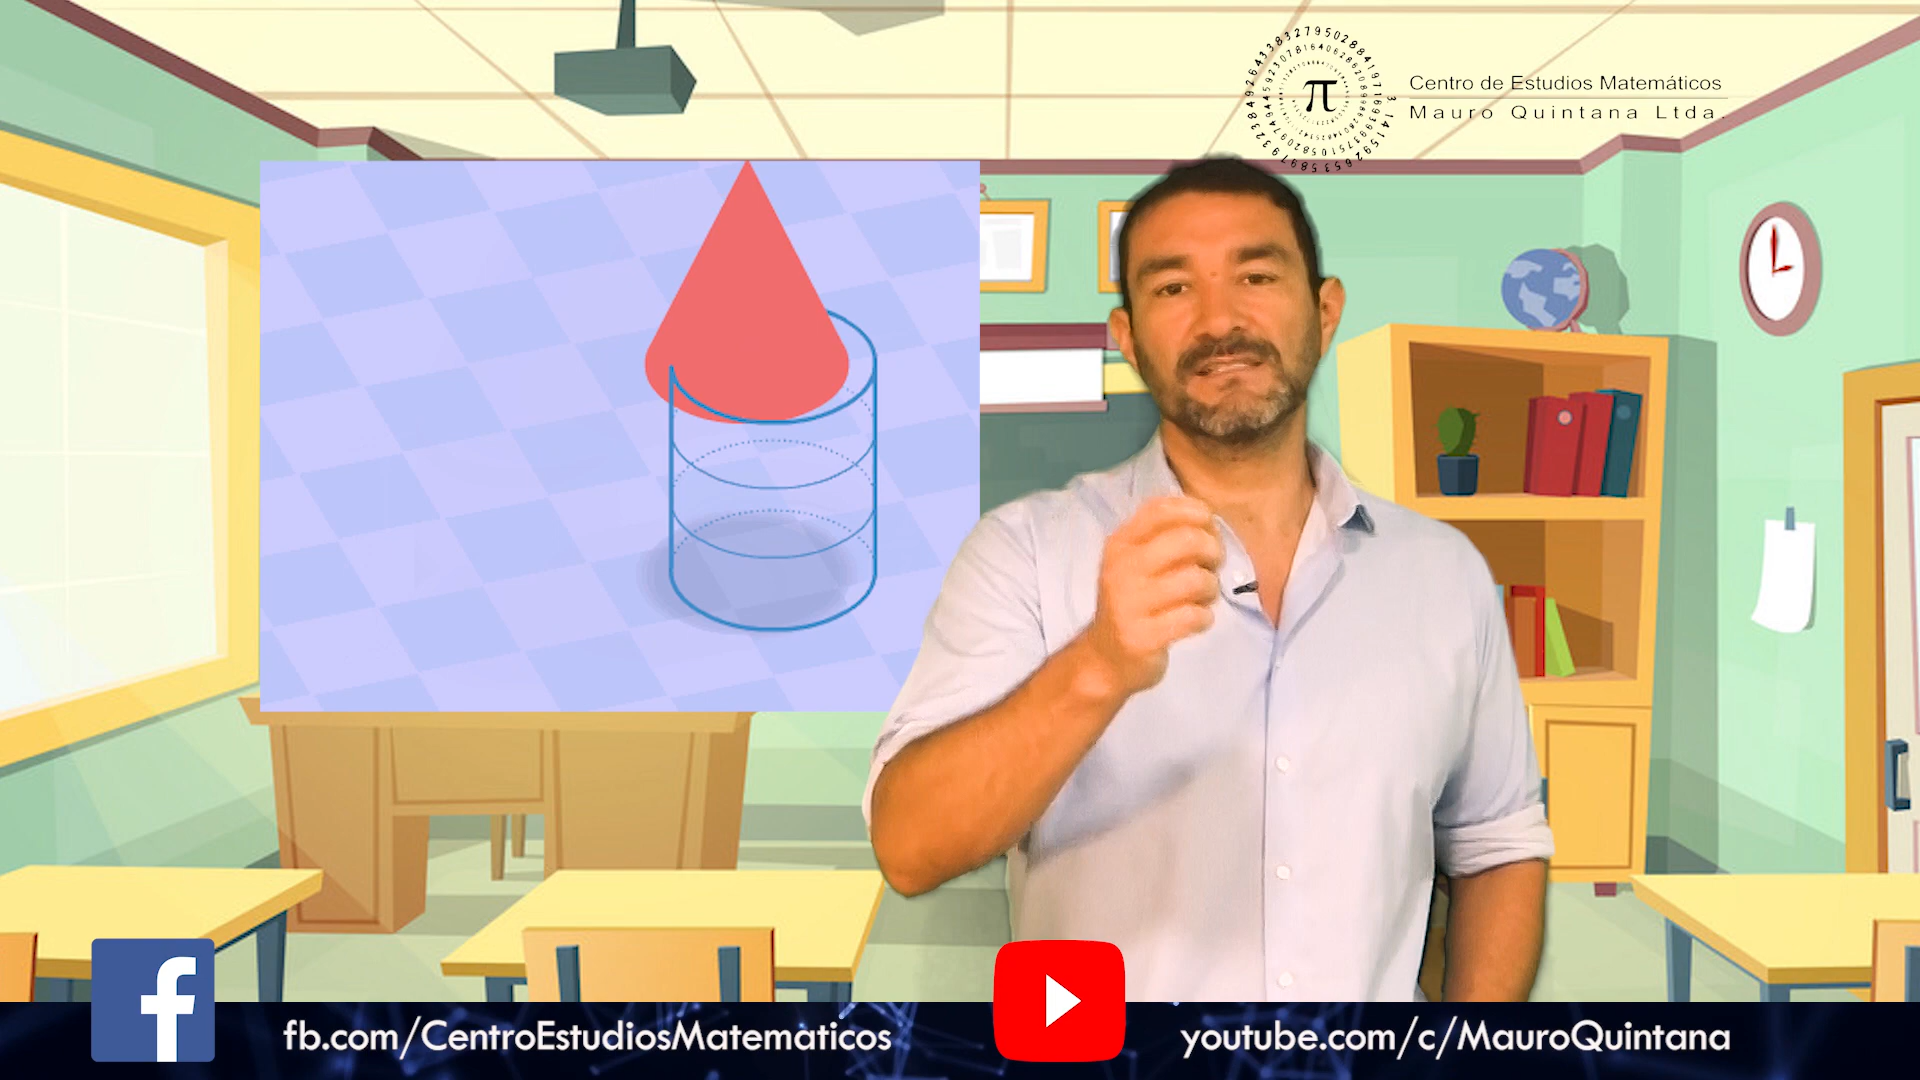 π
Centro de Estudios Matemáticos
Mauro Quintana Ltda.
fb.com/CentroEstudiosMatematicos
youtube.com/c/MauroQuintana